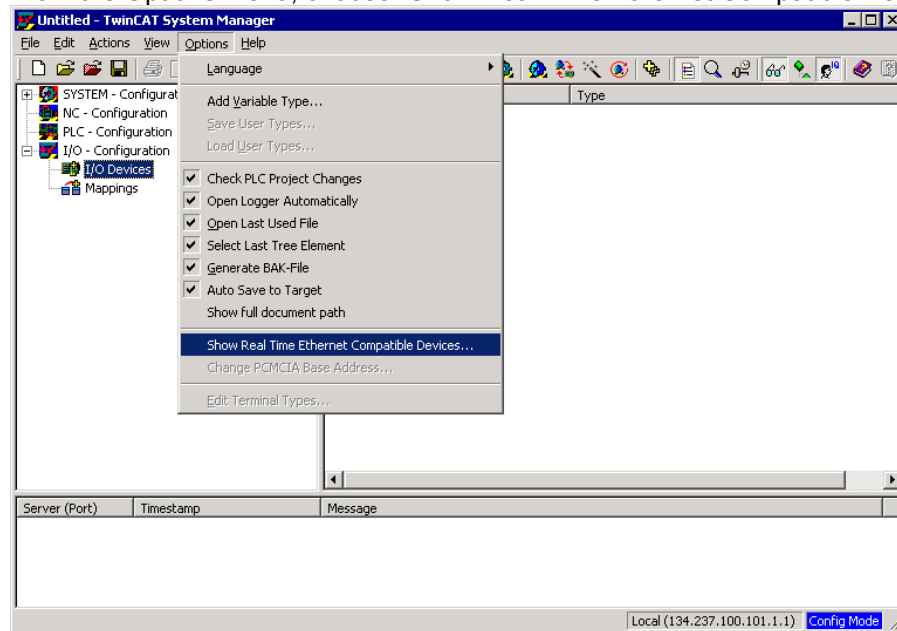 Untitled - TwinCAT System Manager
File Edit Actions View Options Help
SYSTEM - Configurat
NC - Configuration
PLC - Configuration
I/O - Configuration
I/O Devices
Mappings
Language
Add Variable Type...
Save User Types...
Load User Types...
Check PLC Project Changes
Open Logger Automatically
Open Last Used File
Select Last Tree Element
Generate BAK-File
Auto Save to Target
Show full document path
Show Real Time Ethernet Compatible Devices...
Change PCMCIA Base Address...
Edit Terminal Types...
Type
Server (Port) Timestamp Message
Local (134.237.100.101.1.1) Config Mode